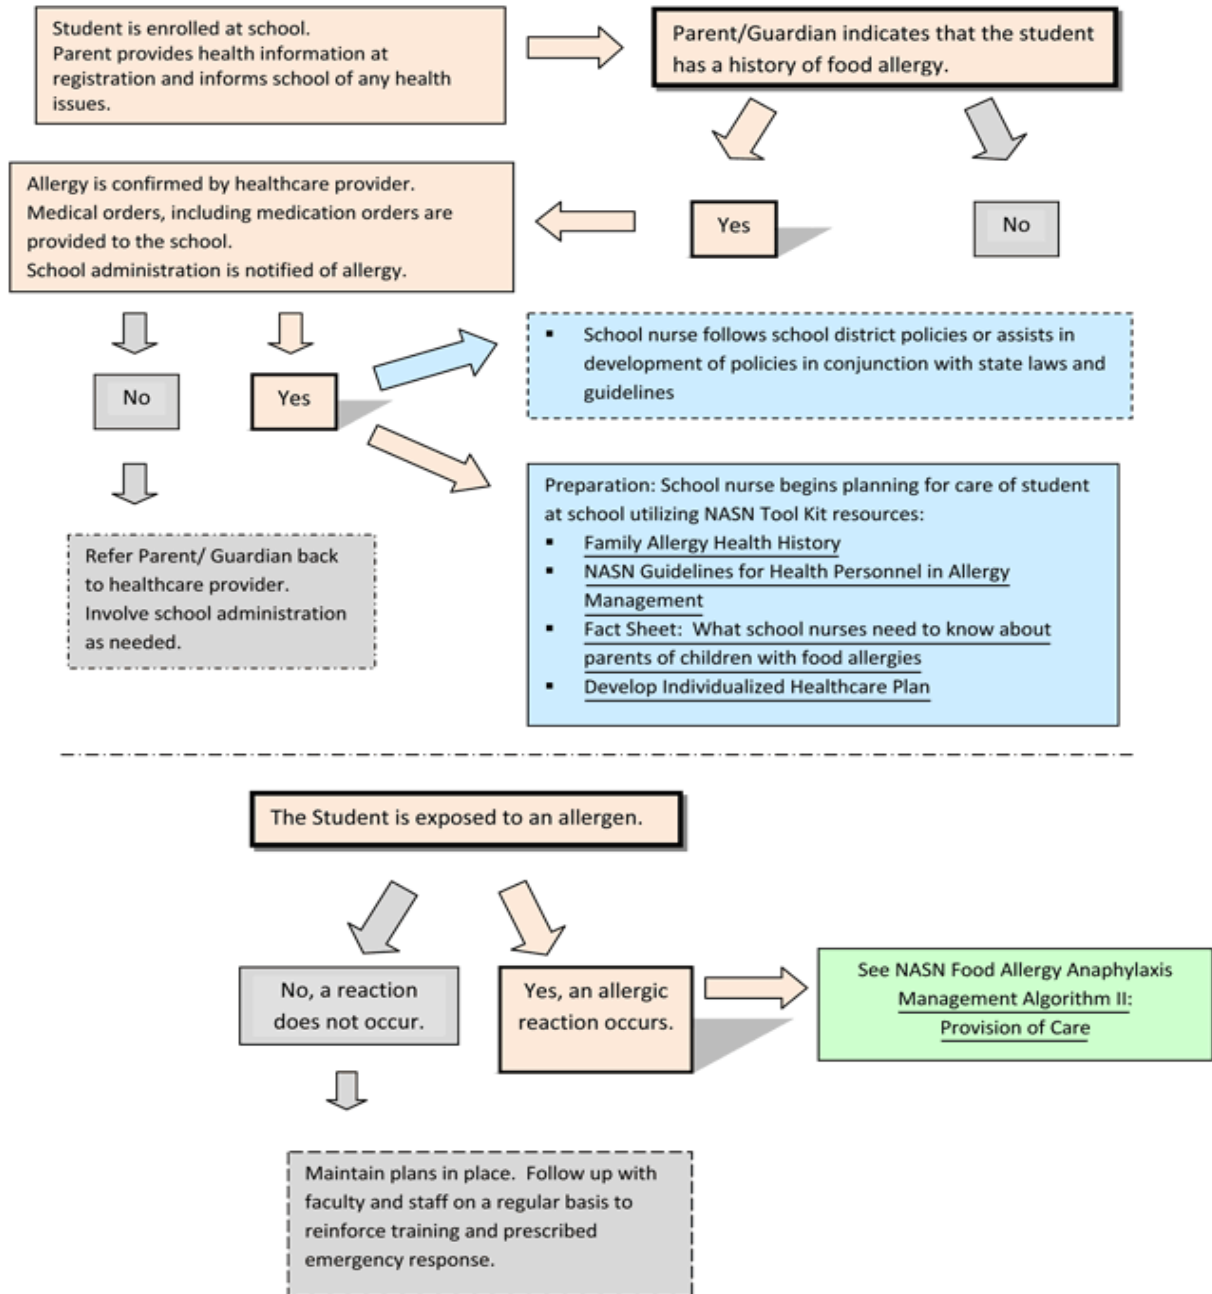 Student is enrolled at school.
Parent provides health information at
registration and informs school of any health
issues.
Parent/Guardian indicates that the student
has a history of food allergy.
Allergy is confirmed by healthcare provider.
Medical orders, including medication orders are
provided to the school.
School administration is notified of allergy.
Yes
No
No
Yes
▪ School nurse follows school district policies or assists in
development of policies in conjunction with state laws and
guidelines
Refer Parent/ Guardian back
to healthcare provider.
Involve school administration
as needed.
Preparation: School nurse begins planning for care of student
at school utilizing NASN Tool Kit resources:
▪ Family Allergy Health History
▪ NASN Guidelines for Health Personnel in Allergy
Management
▪ Fact Sheet: What school nurses need to know about
parents of children with food allergies
▪ Develop Individualized Healthcare Plan
The Student is exposed to an allergen.
No, a reaction
does not occur.
Yes, an allergic
reaction occurs.
See NASN Food Allergy Anaphylaxis
Management Algorithm II:
Provision of Care
Maintain plans in place. Follow up with
faculty and staff on a regular basis to
reinforce training and prescribed
emergency response.